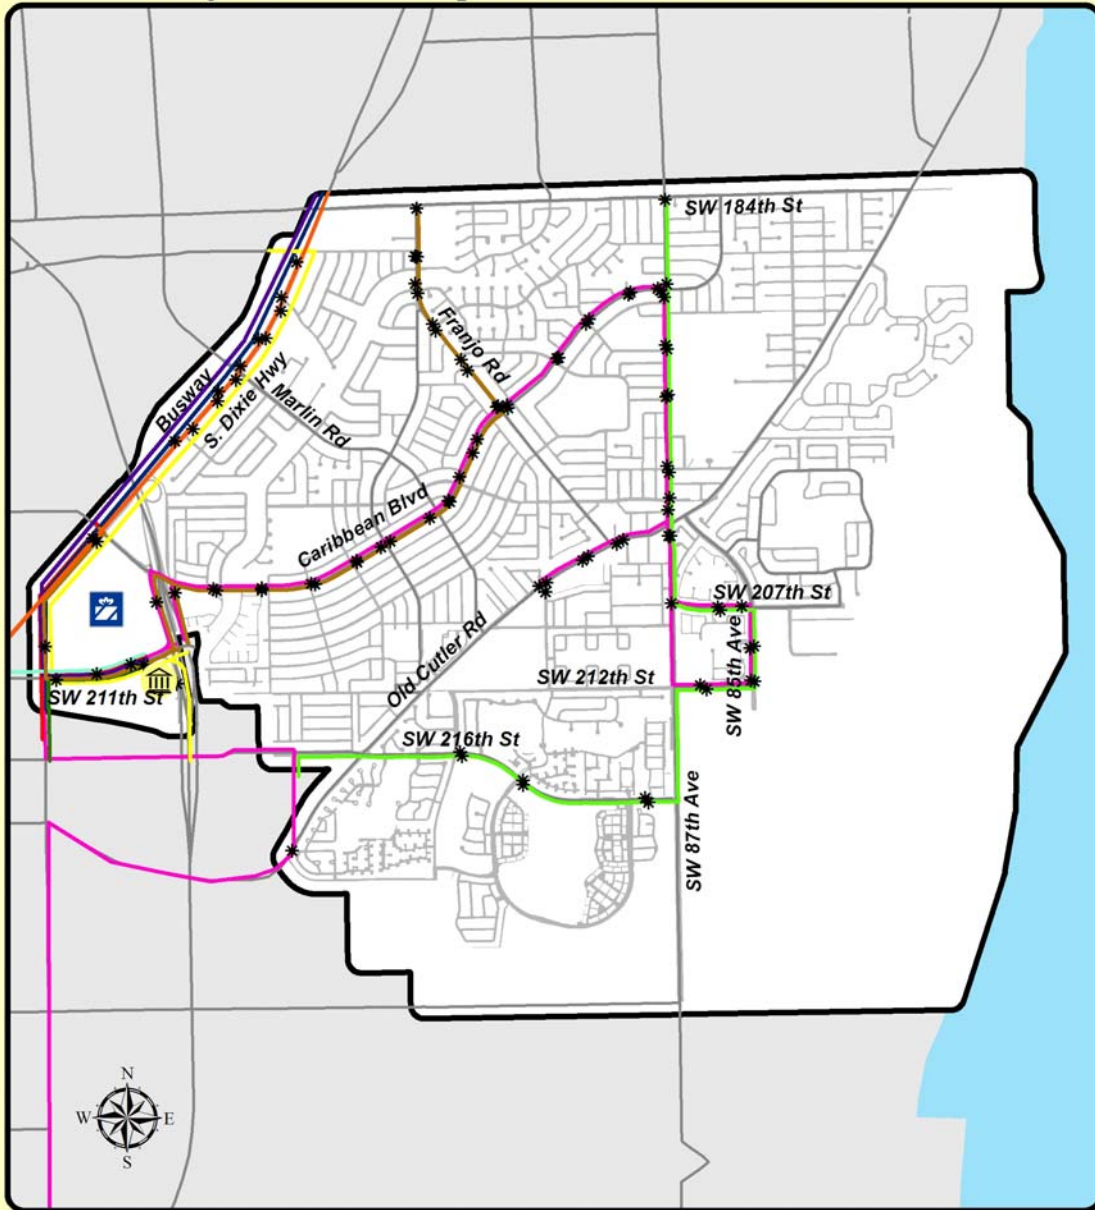 SW 184th St
Franjo Rd
Busway
S. Dixie Hwy
Marlin Rd
Caribbean Blvd
SW 207th St
Old Cutler Rd
SW 85th Ave
SW 212th St
SW 211th St
SW 216th St
SW 87th Ave
N
W
E
S